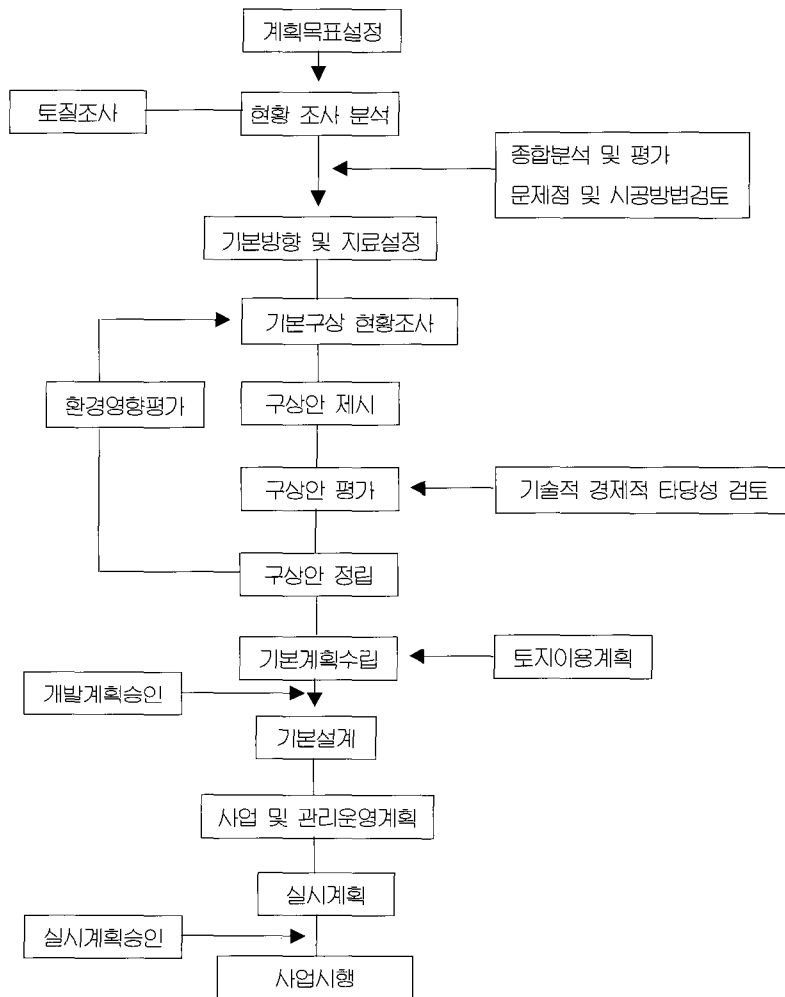 계획목표설정
토질조사
현황 조사 분석
종합분석 및 평가
문제점 및 시공방법검토
기본방향 및 지료설정
기본구상 현황조사
환경영향평가
구상안 제시
구상안 평가
기술적 경제적 타당성 검토
구상안 정립
기본계획수립
토지이용계획
개발계획승인
기본설계
사업 및 관리운영계획
실시계획
실시계획승인
사업시행